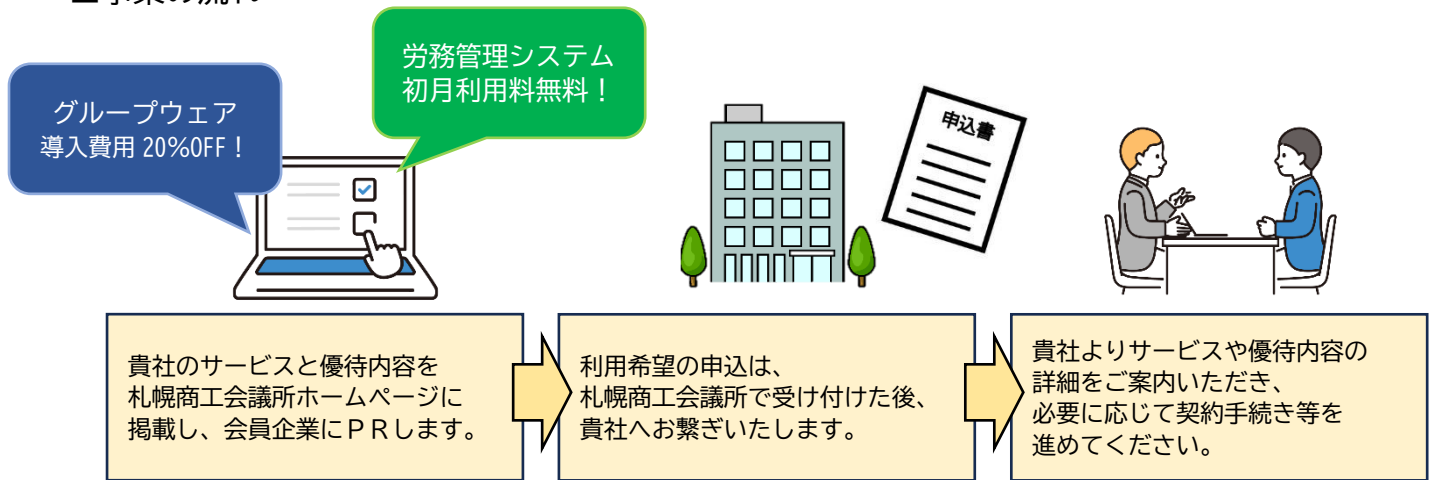 労務管理システム
初月利用料無料！
グループウェア
導入費用 20%OFF！
申込書
貴社のサービスと優待内容を
札幌商工会議所ホームページに
掲載し、会員企業にＰＲします。
利用希望の申込は、
札幌商工会議所で受け付けた後、
貴社へお繋ぎいたします。
貴社よりサービスや優待内容の
詳細をご案内いただき、
必要に応じて契約手続き等を
進めてください。